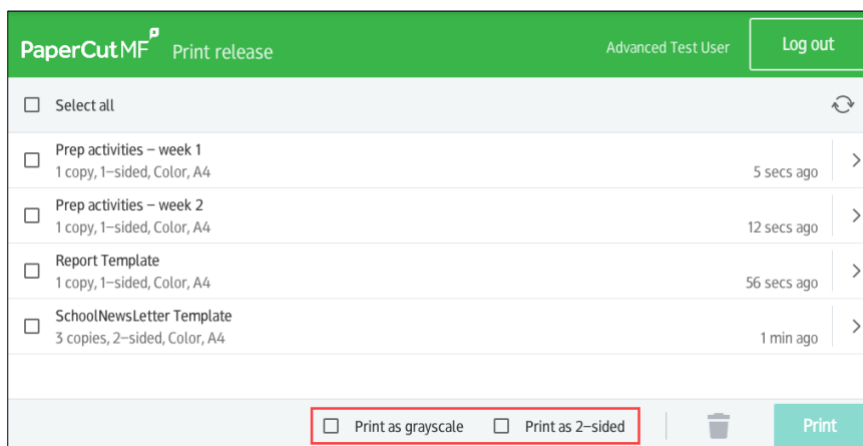 PaperCutMF Print release Advanced Test User Log out
Select all
Prep activities – week 1
1 copy, 1–sided, Color, A4 5 secs ago
Prep activities – week 2
1 copy, 1–sided, Color, A4 12 secs ago
Report Template
1 copy, 1–sided, Color, A4 56 secs ago
SchoolNewsLetter Template
3 copies, 2–sided, Color, A4 1 min ago
Print as grayscale Print as 2–sided Print